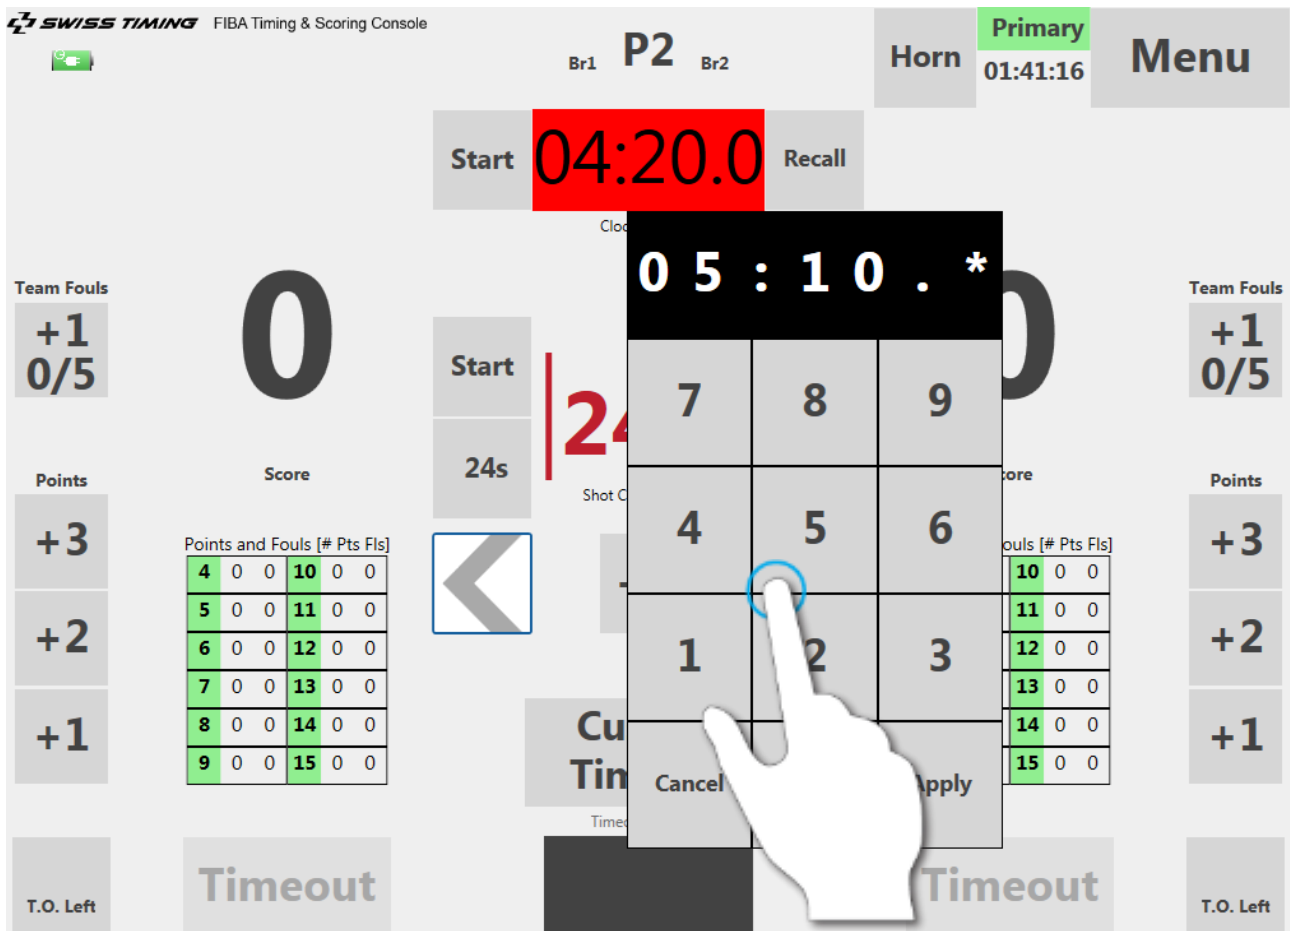 SWISS TIMING FIBA Timing & Scoring Console
Br1 P2 Br2
Horn
Primary
01:41:16
Menu
Start 04:20.0 Recall
05:10.*
Team Fouls
+1
0/5
0
Score
Points
+3
+2
+1
Start
24s
Points and Fouls [# Pts Fls]
4 0 0 10 0 0
5 0 0 11 0 0
6 0 0 12 0 0
7 0 0 13 0 0
8 0 0 14 0 0
9 0 0 15 0 0
7 8 9
4 5 6
1 2 3
Cancel
Team Fouls
+1
0/5
Points
+3
+2
+1
[# Pts Fls]
10 0 0
11 0 0
12 0 0
13 0 0
14 0 0
15 0 0
T.O. Left
Timeout
Timeout
T.O. Left